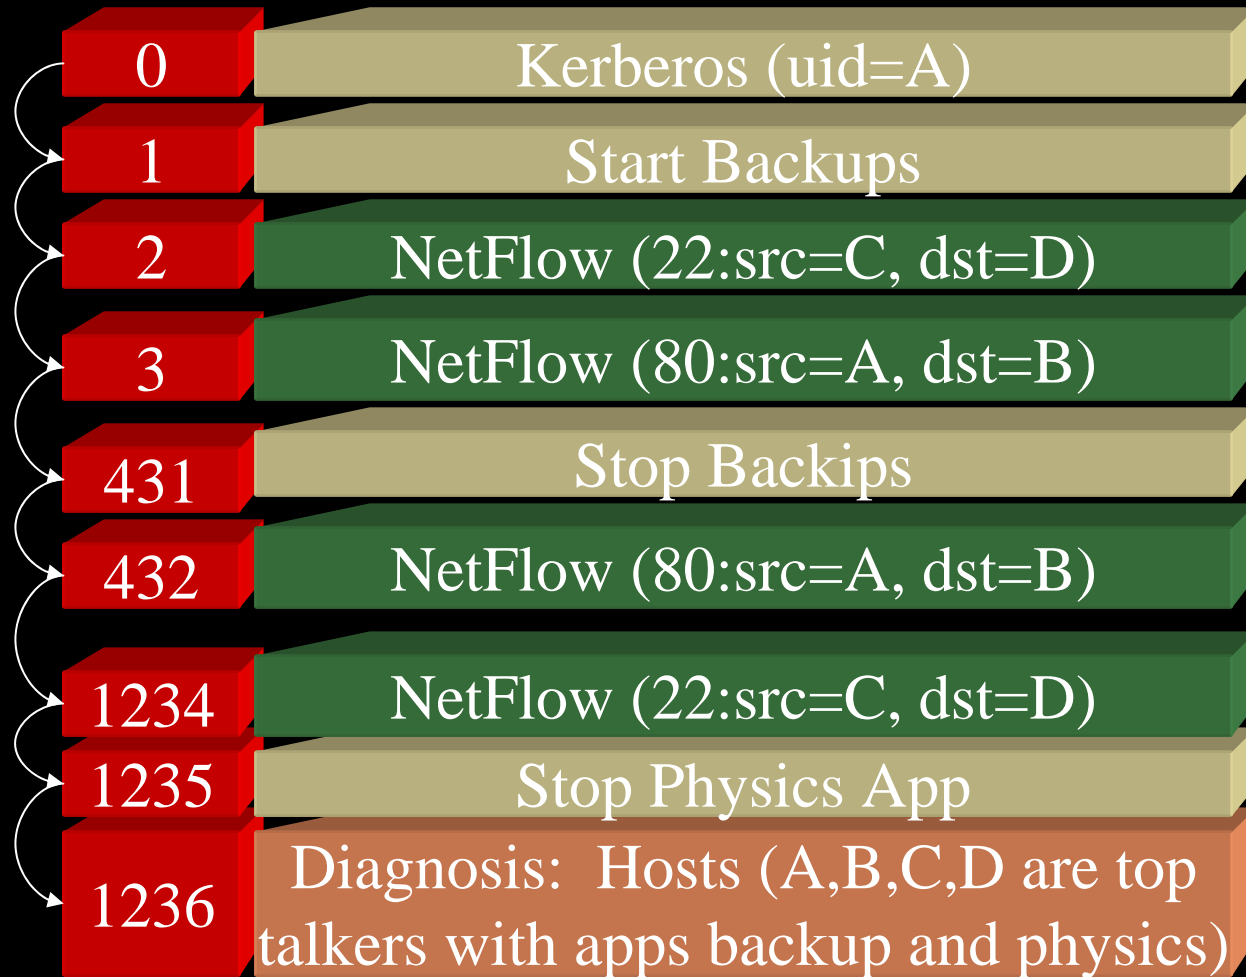 0 Kerberos (uid=A)
1 Start Backups
2 NetFlow (22:src=C, dst=D)
3 NetFlow (80:src=A, dst=B)
431 Stop Backips
432 NetFlow (80:src=A, dst=B)
1234 NetFlow (22:src=C, dst=D)
1235 Stop Physics App
1236 Diagnosis: Hosts (A,B,C,D are top
talkers with apps backup and physics)